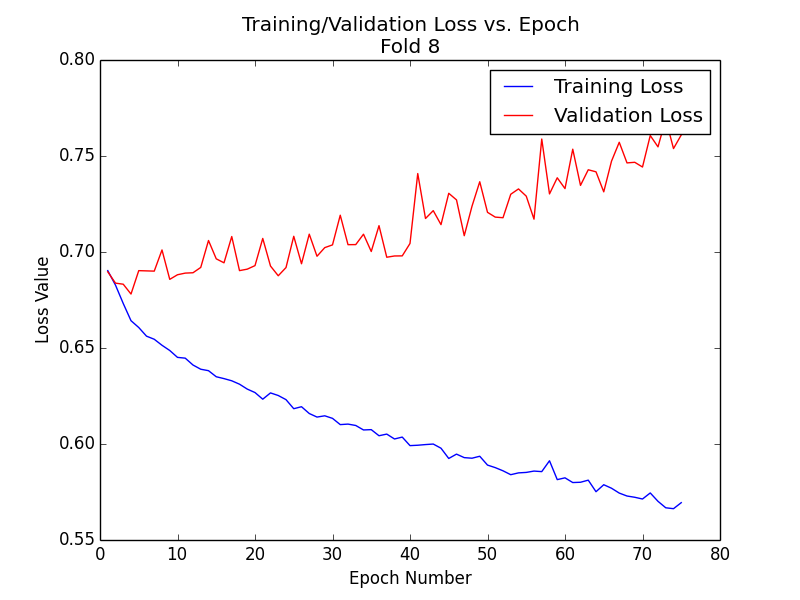 Training/Validation Loss vs. Epoch
Fold 8
Training Loss
Validation Loss
0.80
0.75
0.70
0.65
0.60
0.55
Loss Value
0 10 20 30 40 50 60 70 80
Epoch Number